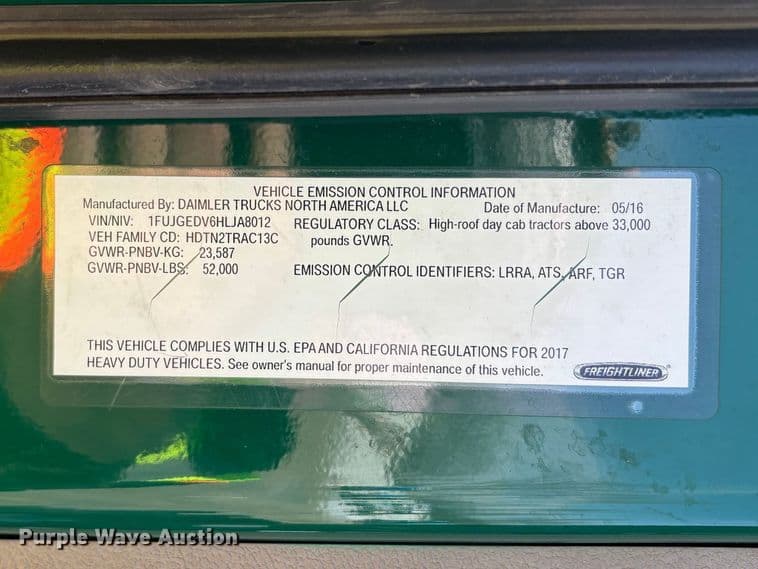 VEHICLE EMISSION CONTROL INFORMATION
Manufactured By: DAIMLER TRUCKS NORTH AMERICA LLC Date of Manufacture: 05/16
VIN/NIV: 1FUJGEDV6HLJA8012 REGULATORY CLASS: High-roof day cab tractors above 33,000
VEH FAMILY CD: HDTN2TRAC13C pounds GVWR.
GVWR-PNBV-KG: 23,587
GVWR-PNBV-LBS: 52,000 EMISSION CONTROL IDENTIFIERS: LRRA, ATS, ARF, TGR
THIS VEHICLE COMPLIES WITH U.S. EPA AND CALIFORNIA REGULATIONS FOR 2017
HEAVY DUTY VEHICLES. See owner's manual for proper maintenance of this vehicle.
FREIGHTLINER
Purple Wave Auction